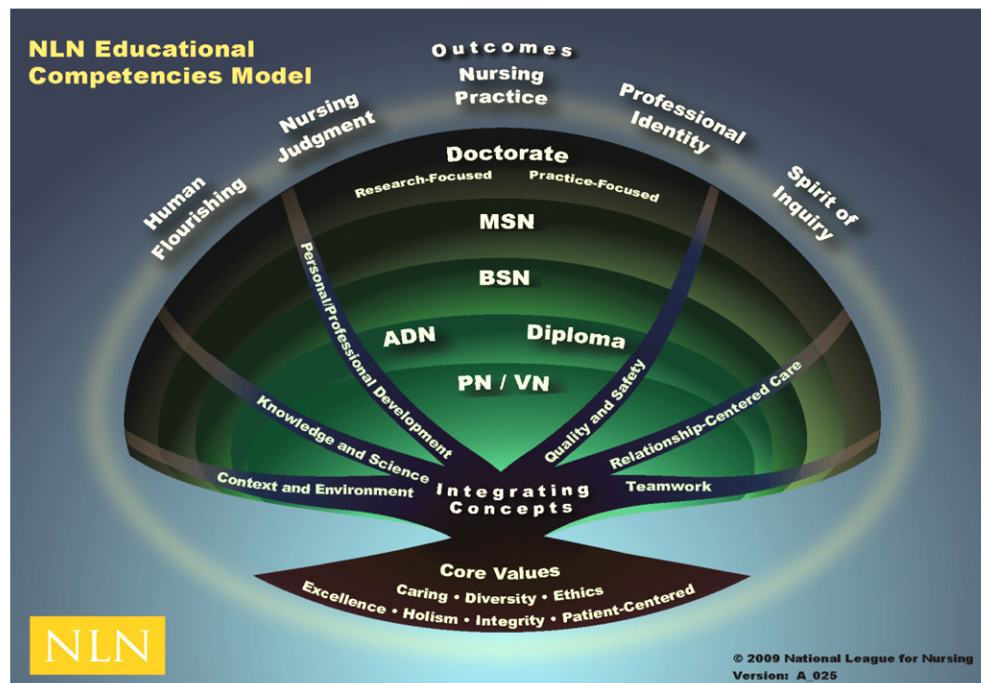 NLN Educational
Competencies Model
Outcomes
Nursing
Practice
Nursing
Judgment
Professional
Identity
Human
Flourishing
Spirit of
Inquiry
Doctorate
Research-Focused
Practice-Focused
MSN
BSN
ADN
Diploma
PN / VN
Personal/Professional Development
Quality and Safety
Knowledge and Science
Relationship-Centered Care
Context and Environment
Teamwork
Integrating
Concepts
Core Values
Caring • Diversity • Ethics
Excellence • Holism • Integrity • Patient-Centered
NLN
© 2009 National League for Nursing
Version: A_025